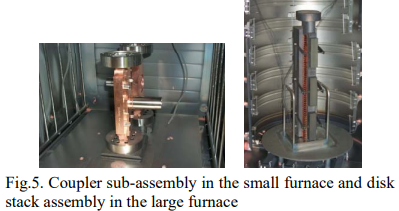 Fig.5. Coupler sub-assembly in the small furnace and disk
stack assembly in the large furnace